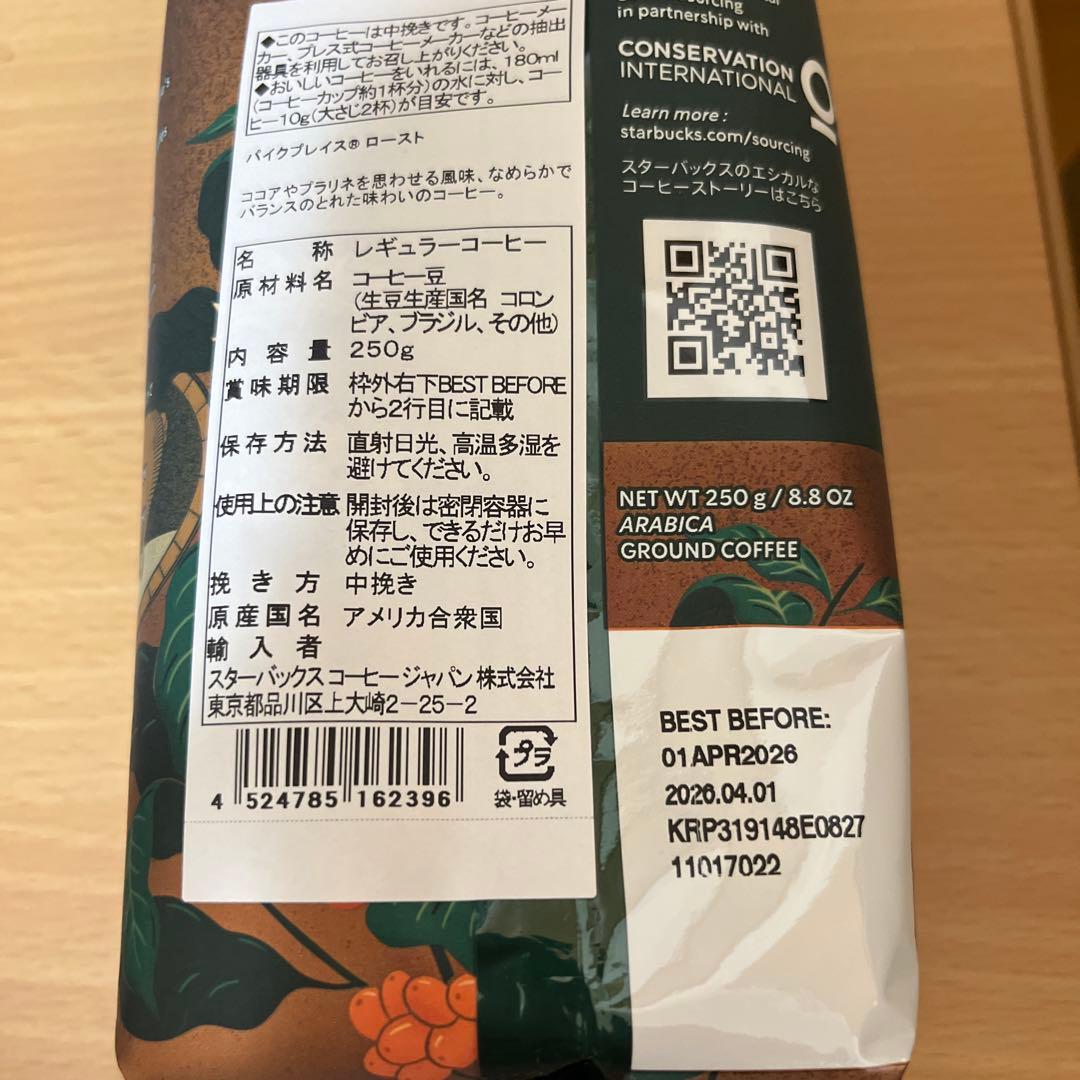 ◆このコーヒーは中挽きです。コーヒーメー
カー、プレス式コーヒーメーカーなどの抽出
器具を利用してお召し上がりください。
◆おいしいコーヒーをいれるには、180ml
(コーヒーカップ約1杯分)の水に対し、コー
ヒー10g(大さじ2杯)が目安です。
パイクプレイス® ロースト
ココアやプラリネを思わせる風味、なめらかで
バランスのとれた味わいのコーヒー。
名称 レギュラーコーヒー
原材料名 コーヒー豆
(生豆生産国名 コロン
ビア、ブラジル、その他)
内容量 250g
賞味期限 枠外右下BEST BEFORE
から2行目に記載
保存方法 直射日光、高温多湿を
避けてください。
使用上の注意 開封後は密閉容器に
保存し、できるだけお早
めにご使用ください。
挽き方 中挽き
原産国名 アメリカ合衆国
輸入者
スターバックス コーヒー ジャパン 株式会社
東京都品川区上大崎2-25-2
4 524785 162396
プラ
袋・留め具
in partnership with
CONSERVATION
INTERNATIONAL
Learn more :
starbucks.com/sourcing
スターバックスのエシカルな
コーヒーストーリーはこちら
NET WT 250 g / 8.8 OZ
ARABICA
GROUND COFFEE
BEST BEFORE:
01APR2026
2026.04.01
KRP319148E0827
11017022